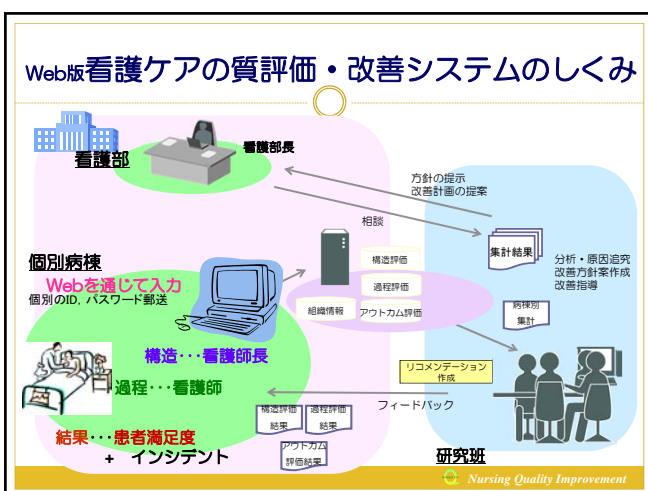 Web版看護ケアの質評価・改善システムのしくみ
看護部
看護部長
方針の提示
改善計画の提案
相談
集計結果
分析・原因追究
改善方針案作成
改善指導
個別病棟
Webを通じて入力
個別のID, パスワード郵送
構造評価
過程評価
組織情報
アウトカム評価
病棟別
集計
構造・・・看護師長
過程・・・看護師
結果・・・患者満足度
+ インシデント
リコメンデーション
作成
フィードバック
構造評価
結果
過程評価
結果
アウトカム
評価結果
研究班
Nursing Quality Improvement